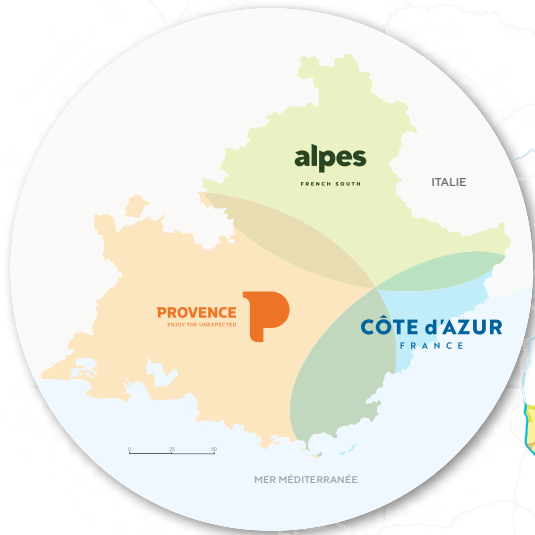 alpes
FRENCH SOUTH
ITALIE
PROVENCE
ENJOY THE UNEXPECTED
CÔTE d'AZUR
FRANCE
0 25 50
MER MÉDITERRANÉE